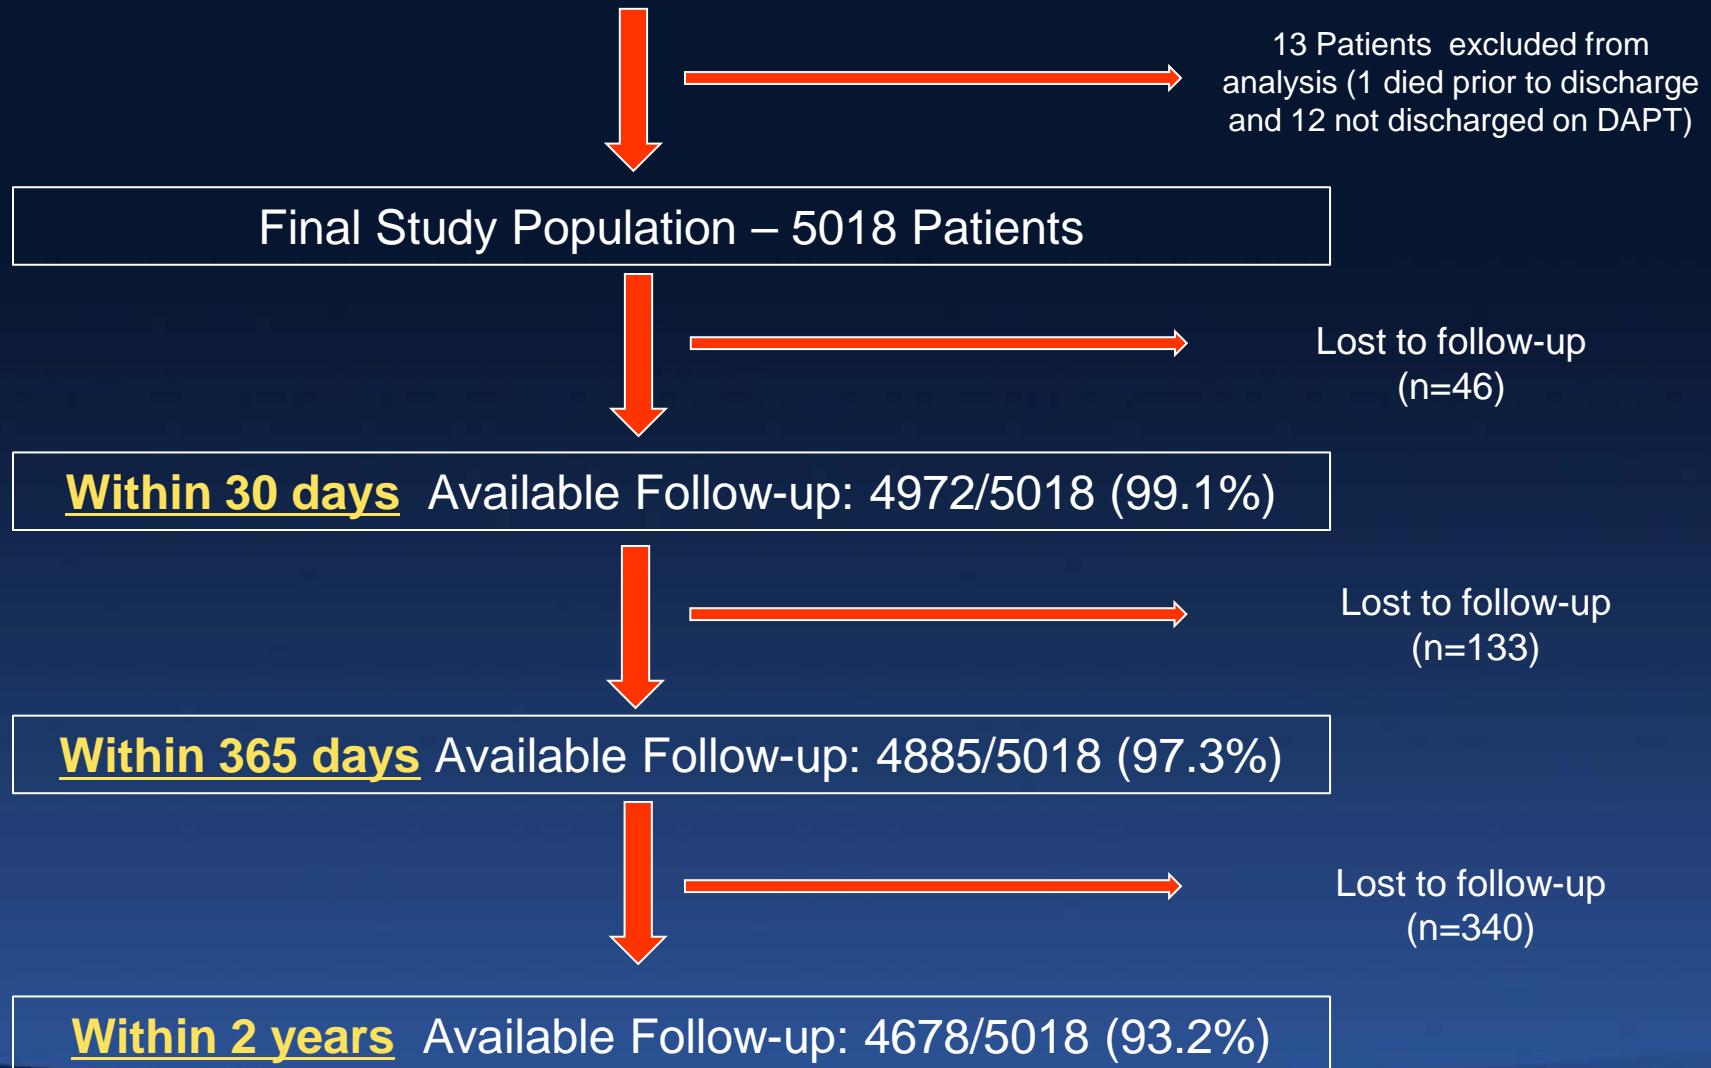 13 Patients excluded from
analysis (1 died prior to discharge
and 12 not discharged on DAPT)
Final Study Population – 5018 Patients
Lost to follow-up
(n=46)
Within 30 days Available Follow-up: 4972/5018 (99.1%)
Lost to follow-up
(n=133)
Within 365 days Available Follow-up: 4885/5018 (97.3%)
Lost to follow-up
(n=340)
Within 2 years Available Follow-up: 4678/5018 (93.2%)